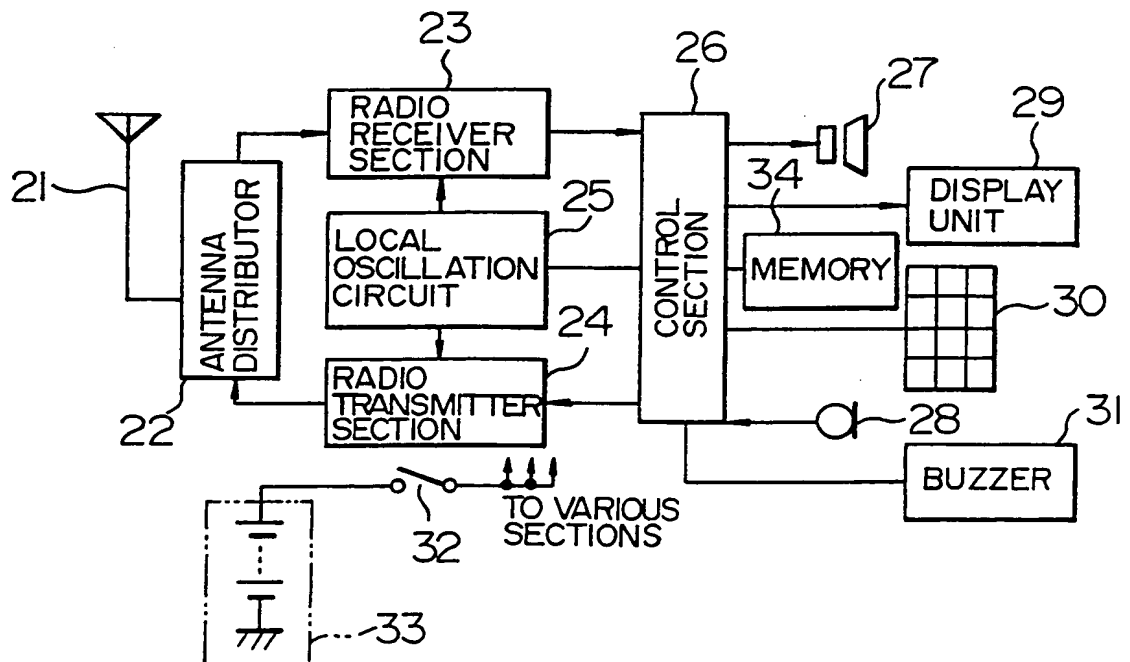 23
26
27
RADIO
RECEIVER
SECTION
29
21
34
DISPLAY
UNIT
25
ANTENNA
DISTRIBUTOR
LOCAL
OSCILLATION
CIRCUIT
CONTROL
SECTION
MEMORY
30
24
RADIO
TRANSMITTER
SECTION
22
28
31
BUZZER
32
TO VARIOUS
SECTIONS
33